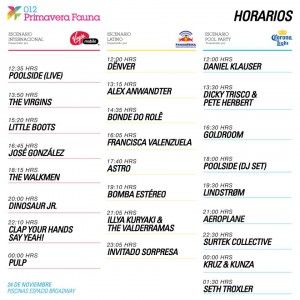 012
Primavera Fauna
HORARIOS
ESCENARIO
INTERNACIONAL
mobile
12:35 HRS
POOLSIDE (LIVE)
13:50 HRS
THE VIRGINS
15:20 HRS
LITTLE BOOTS
16:45 HRS
JOSÉ GONZÁLEZ
18:15 HRS
THE WALKMEN
20:00 HRS
DINOSAUR JR.
22:10 HRS
CLAP YOUR HANDS
SAY YEAH!
00:00 HRS
PULP
ESCENARIO
LATINO
12:00 HRS
DËNVER
13:15 HRS
ALEX ANWANDTER
14:35 HRS
BONDE DO ROLÊ
16:05 HRS
FRANCISCA VALENZUELA
17:40 HRS
ASTRO
19:10 HRS
BOMBA ESTÉREO
21:05 HRS
ILLYA KURYAKI &
THE VALDERRAMAS
23:05 HRS
INVITADO SORPRESA
ESCENARIO
POOL PARTY
Corona
light
12:00 HRS
DANIEL KLAUSER
13:30 HRS
DICKY TRISCO &
PETE HERBERT
16:30 HRS
GOLDROOM
18:00 HRS
POOLSIDE (DJ SET)
19:30 HRS
LINDSTRØM
21:00 HRS
AEROPLANE
22:30 HRS
SURTEK COLLECTIVE
00:00 HRS
KRUZ & KUNZA
01:30 HRS
SETH TROXLER
24 DE NOVIEMBRE
PISCINAS ESPACIO BROADWAY